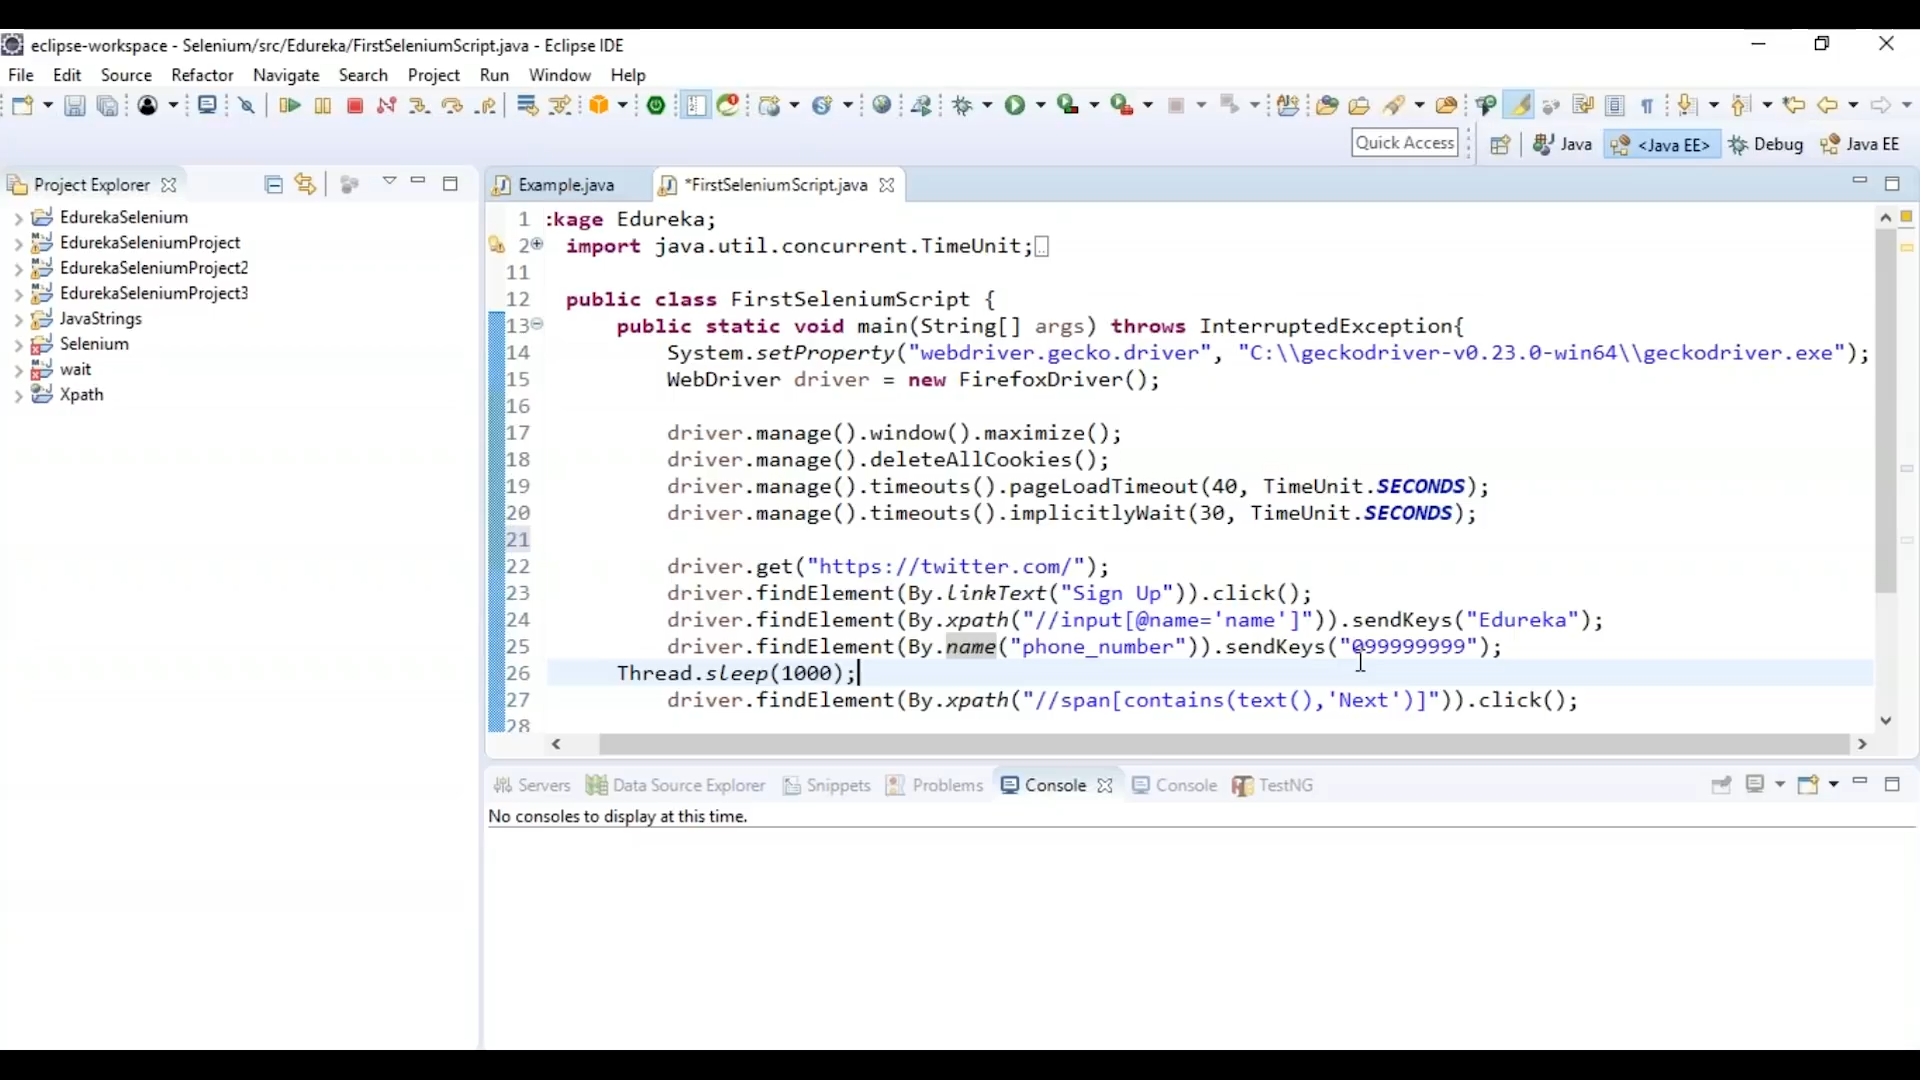 eclipse-workspace - Selenium/src/Edureka/FirstSeleniumScript.java - Eclipse IDE
File Edit Source Refactor Navigate Search Project Run Window Help
Quick Access Java <Java EE> Debug Java EE
Project Explorer
EdurekaSelenium
EdurekaSeleniumProject
EdurekaSeleniumProject2
EdurekaSeleniumProject3
JavaStrings
Selenium
wait
Xpath
Example.java *FirstSeleniumScript.java
1 :kage Edureka;
2 import java.util.concurrent.TimeUnit;
11
12 public class FirstSeleniumScript {
13 public static void main(String[] args) throws InterruptedException{
14 System.setProperty("webdriver.gecko.driver", "C:\\geckodriver-v0.23.0-win64\\geckodriver.exe");
15 WebDriver driver = new FirefoxDriver();
16
17 driver.manage().window().maximize();
18 driver.manage().deleteAllCookies();
19 driver.manage().timeouts().pageLoadTimeout(40, TimeUnit.SECONDS);
20 driver.manage().timeouts().implicitlyWait(30, TimeUnit.SECONDS);
21
22 driver.get("https://twitter.com/");
23 driver.findElement(By.linkText("Sign Up")).click();
24 driver.findElement(By.xpath("//input[@name='name']")).sendKeys("Edureka");
25 driver.findElement(By.name("phone_number")).sendKeys("099999999");
26 Thread.sleep(1000);
27 driver.findElement(By.xpath("//span[contains(text(),'Next')]")).click();
28
Servers Data Source Explorer Snippets Problems Console Console TestNG
No consoles to display at this time.